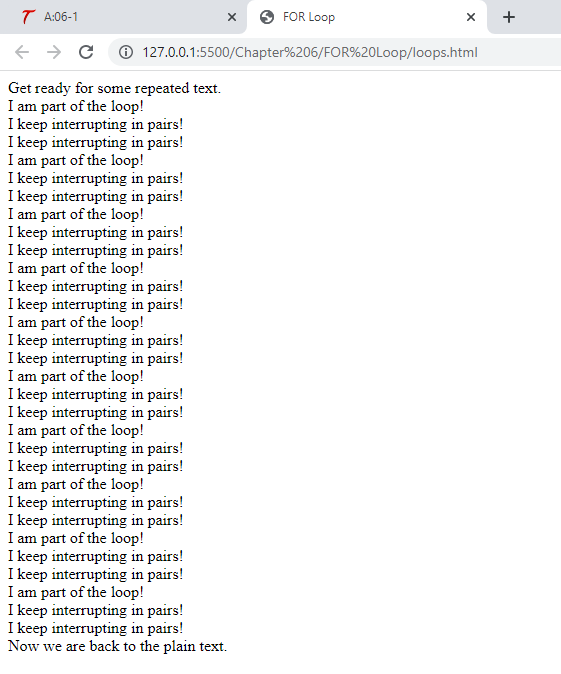 A:06-1
FOR Loop
127.0.0.1:5500/Chapter%206/FOR%20Loop/loops.html
Get ready for some repeated text.
I am part of the loop!
I keep interrupting in pairs!
I keep interrupting in pairs!
I am part of the loop!
I keep interrupting in pairs!
I keep interrupting in pairs!
I am part of the loop!
I keep interrupting in pairs!
I keep interrupting in pairs!
I am part of the loop!
I keep interrupting in pairs!
I keep interrupting in pairs!
I am part of the loop!
I keep interrupting in pairs!
I keep interrupting in pairs!
I am part of the loop!
I keep interrupting in pairs!
I keep interrupting in pairs!
I am part of the loop!
I keep interrupting in pairs!
I keep interrupting in pairs!
I am part of the loop!
I keep interrupting in pairs!
I keep interrupting in pairs!
I am part of the loop!
I keep interrupting in pairs!
I keep interrupting in pairs!
I am part of the loop!
I keep interrupting in pairs!
I keep interrupting in pairs!
Now we are back to the plain text.